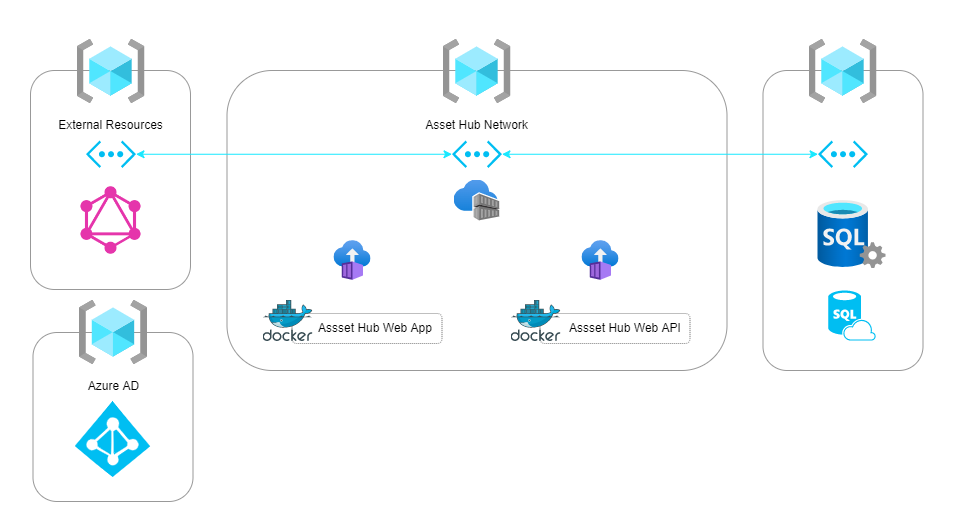 External Resources
Asset Hub Network
SQL
SQL
docker
Assset Hub Web App
docker
Assset Hub Web API
Azure AD